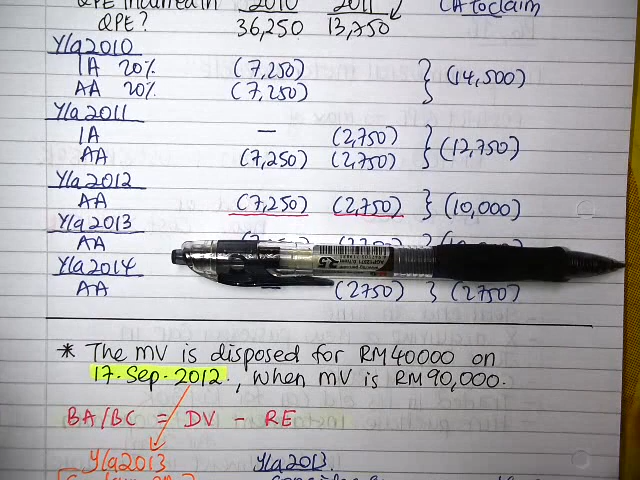 QPE incurred in 2010 2011 CA to claim
QPE? 36,250 13,750
Y/a 2010
IA 20% (7,250) } (14,500)
AA 20% (7,250)
Y/a 2011
IA — (2,750) } (12,750)
AA (7,250) (2,750)
Y/a 2012
AA (7,250) (2,750) } (10,000)
Y/a 2013
AA
Y/a 2014
AA (2750) } (2750)
* The mv is disposed for RM40000 on
17.Sep.2012, when mv is RM90,000.
BA/BC = DV - RE
Y/a 2013 Y/a 2013